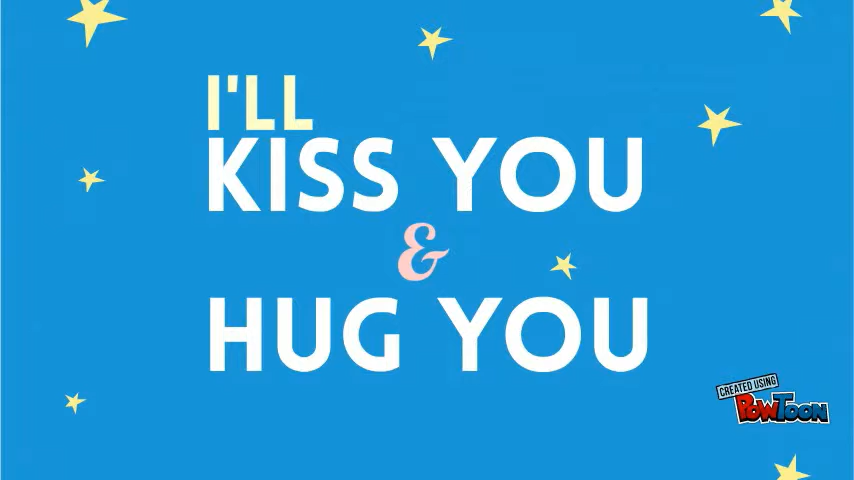 I'LL
KISS YOU
&
HUG YOU
CREATED USING
POWTOON